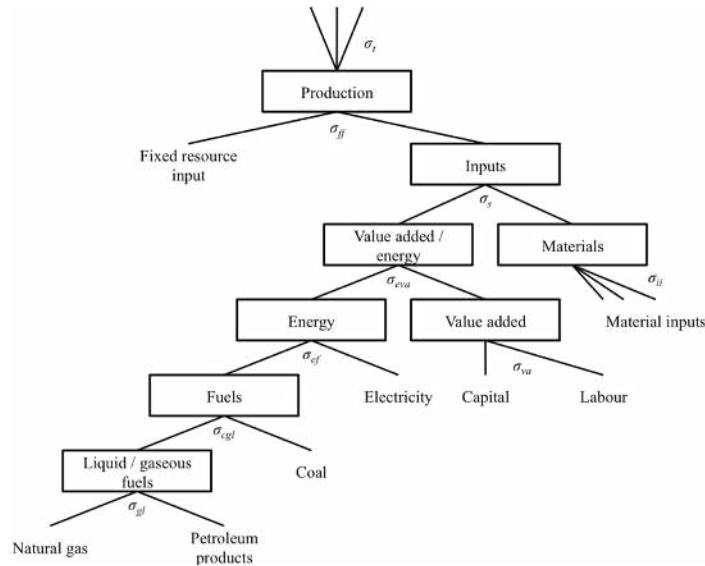 σt
Production
σff
Fixed resource
input
Inputs
σs
Value added /
energy
Materials
σeva
σii
Energy
Value added
Material inputs
σef
σva
Fuels
Electricity
Capital
Labour
σcgl
Liquid / gaseous
fuels
Coal
σgl
Natural gas
Petroleum
products